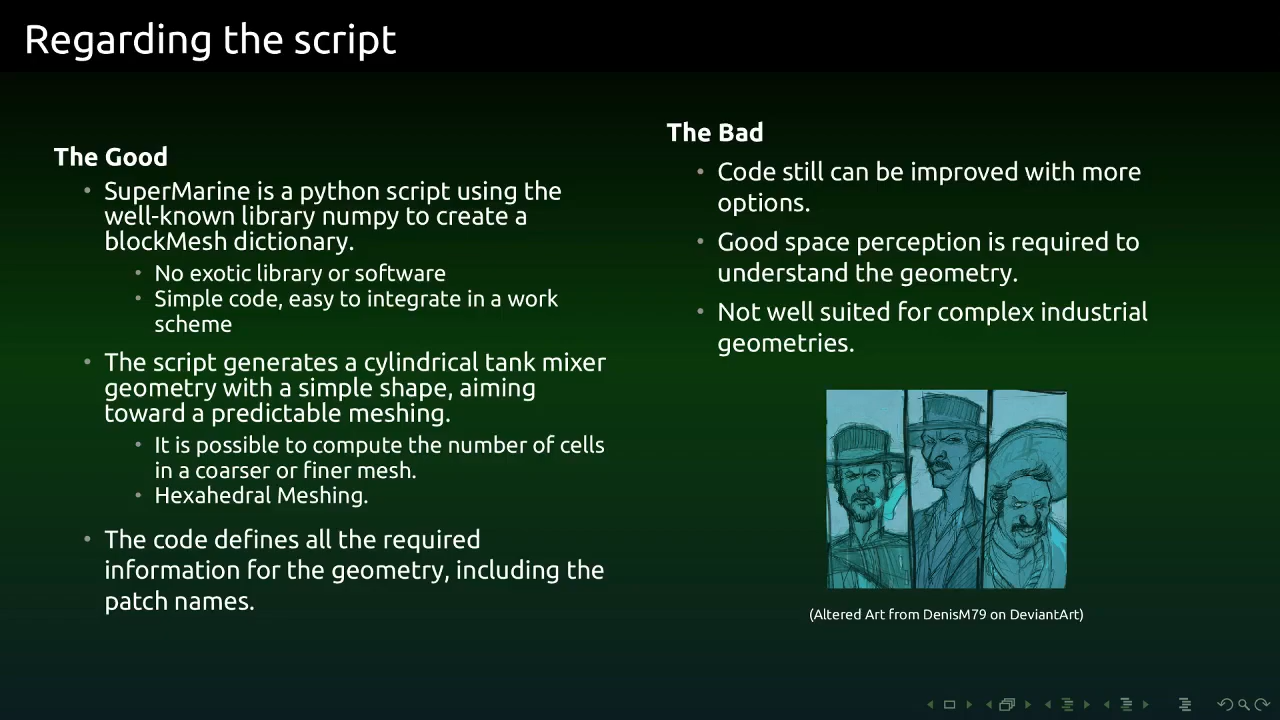 Regarding the script
The Good
• SuperMarine is a python script using the
well-known library numpy to create a
blockMesh dictionary.
• No exotic library or software
• Simple code, easy to integrate in a work
scheme
• The script generates a cylindrical tank mixer
geometry with a simple shape, aiming
toward a predictable meshing.
• It is possible to compute the number of cells
in a coarser or finer mesh.
• Hexahedral Meshing.
• The code defines all the required
information for the geometry, including the
patch names.
The Bad
• Code still can be improved with more
options.
• Good space perception is required to
understand the geometry.
• Not well suited for complex industrial
geometries.
(Altered Art from DenisM79 on DeviantArt)